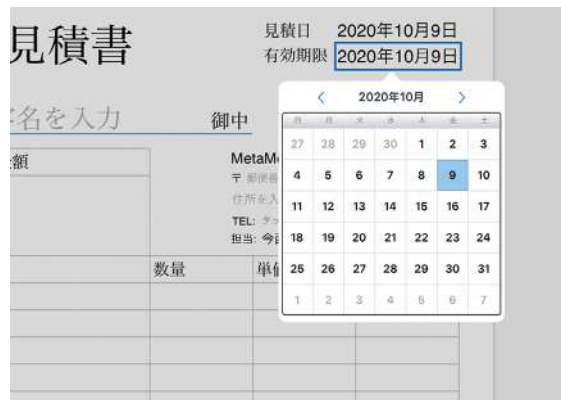 見積書
見積日 2020年10月9日
有効期限 2020年10月9日
名を入力 御中
額
MetaM
〒
TEL:
担当: 今
数量 単価
2020年10月
27 28 29 30 1 2 3
4 5 6 7 8 9 10
11 12 13 14 15 16 17
18 19 20 21 22 23 24
25 26 27 28 29 30 31
1 2 3 4 5 6 7